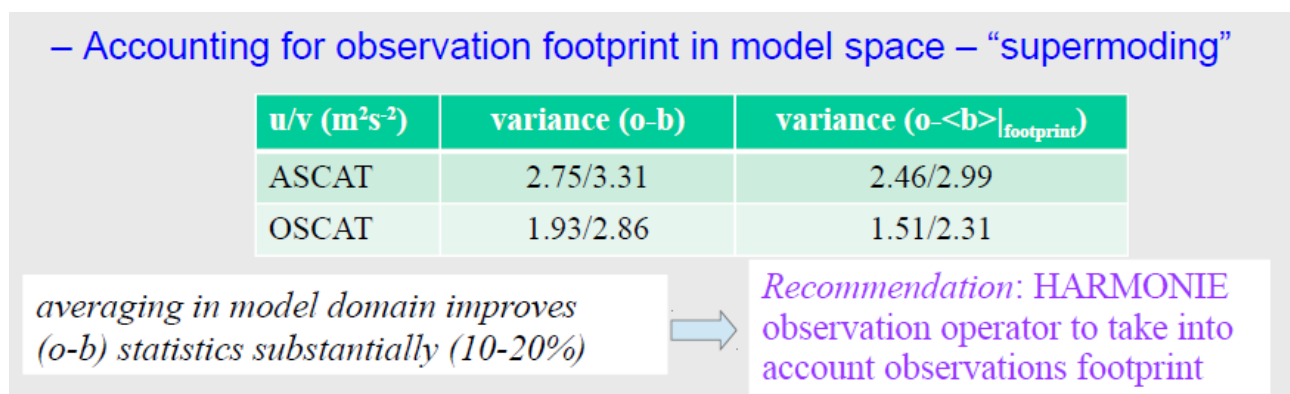 – Accounting for observation footprint in model space – “supermoding”
u/v (m²s⁻²) variance (o-b) variance (o-<b>|footprint)
ASCAT 2.75/3.31 2.46/2.99
OSCAT 1.93/2.86 1.51/2.31
averaging in model domain improves
(o-b) statistics substantially (10-20%)
Recommendation: HARMONIE
observation operator to take into
account observations footprint